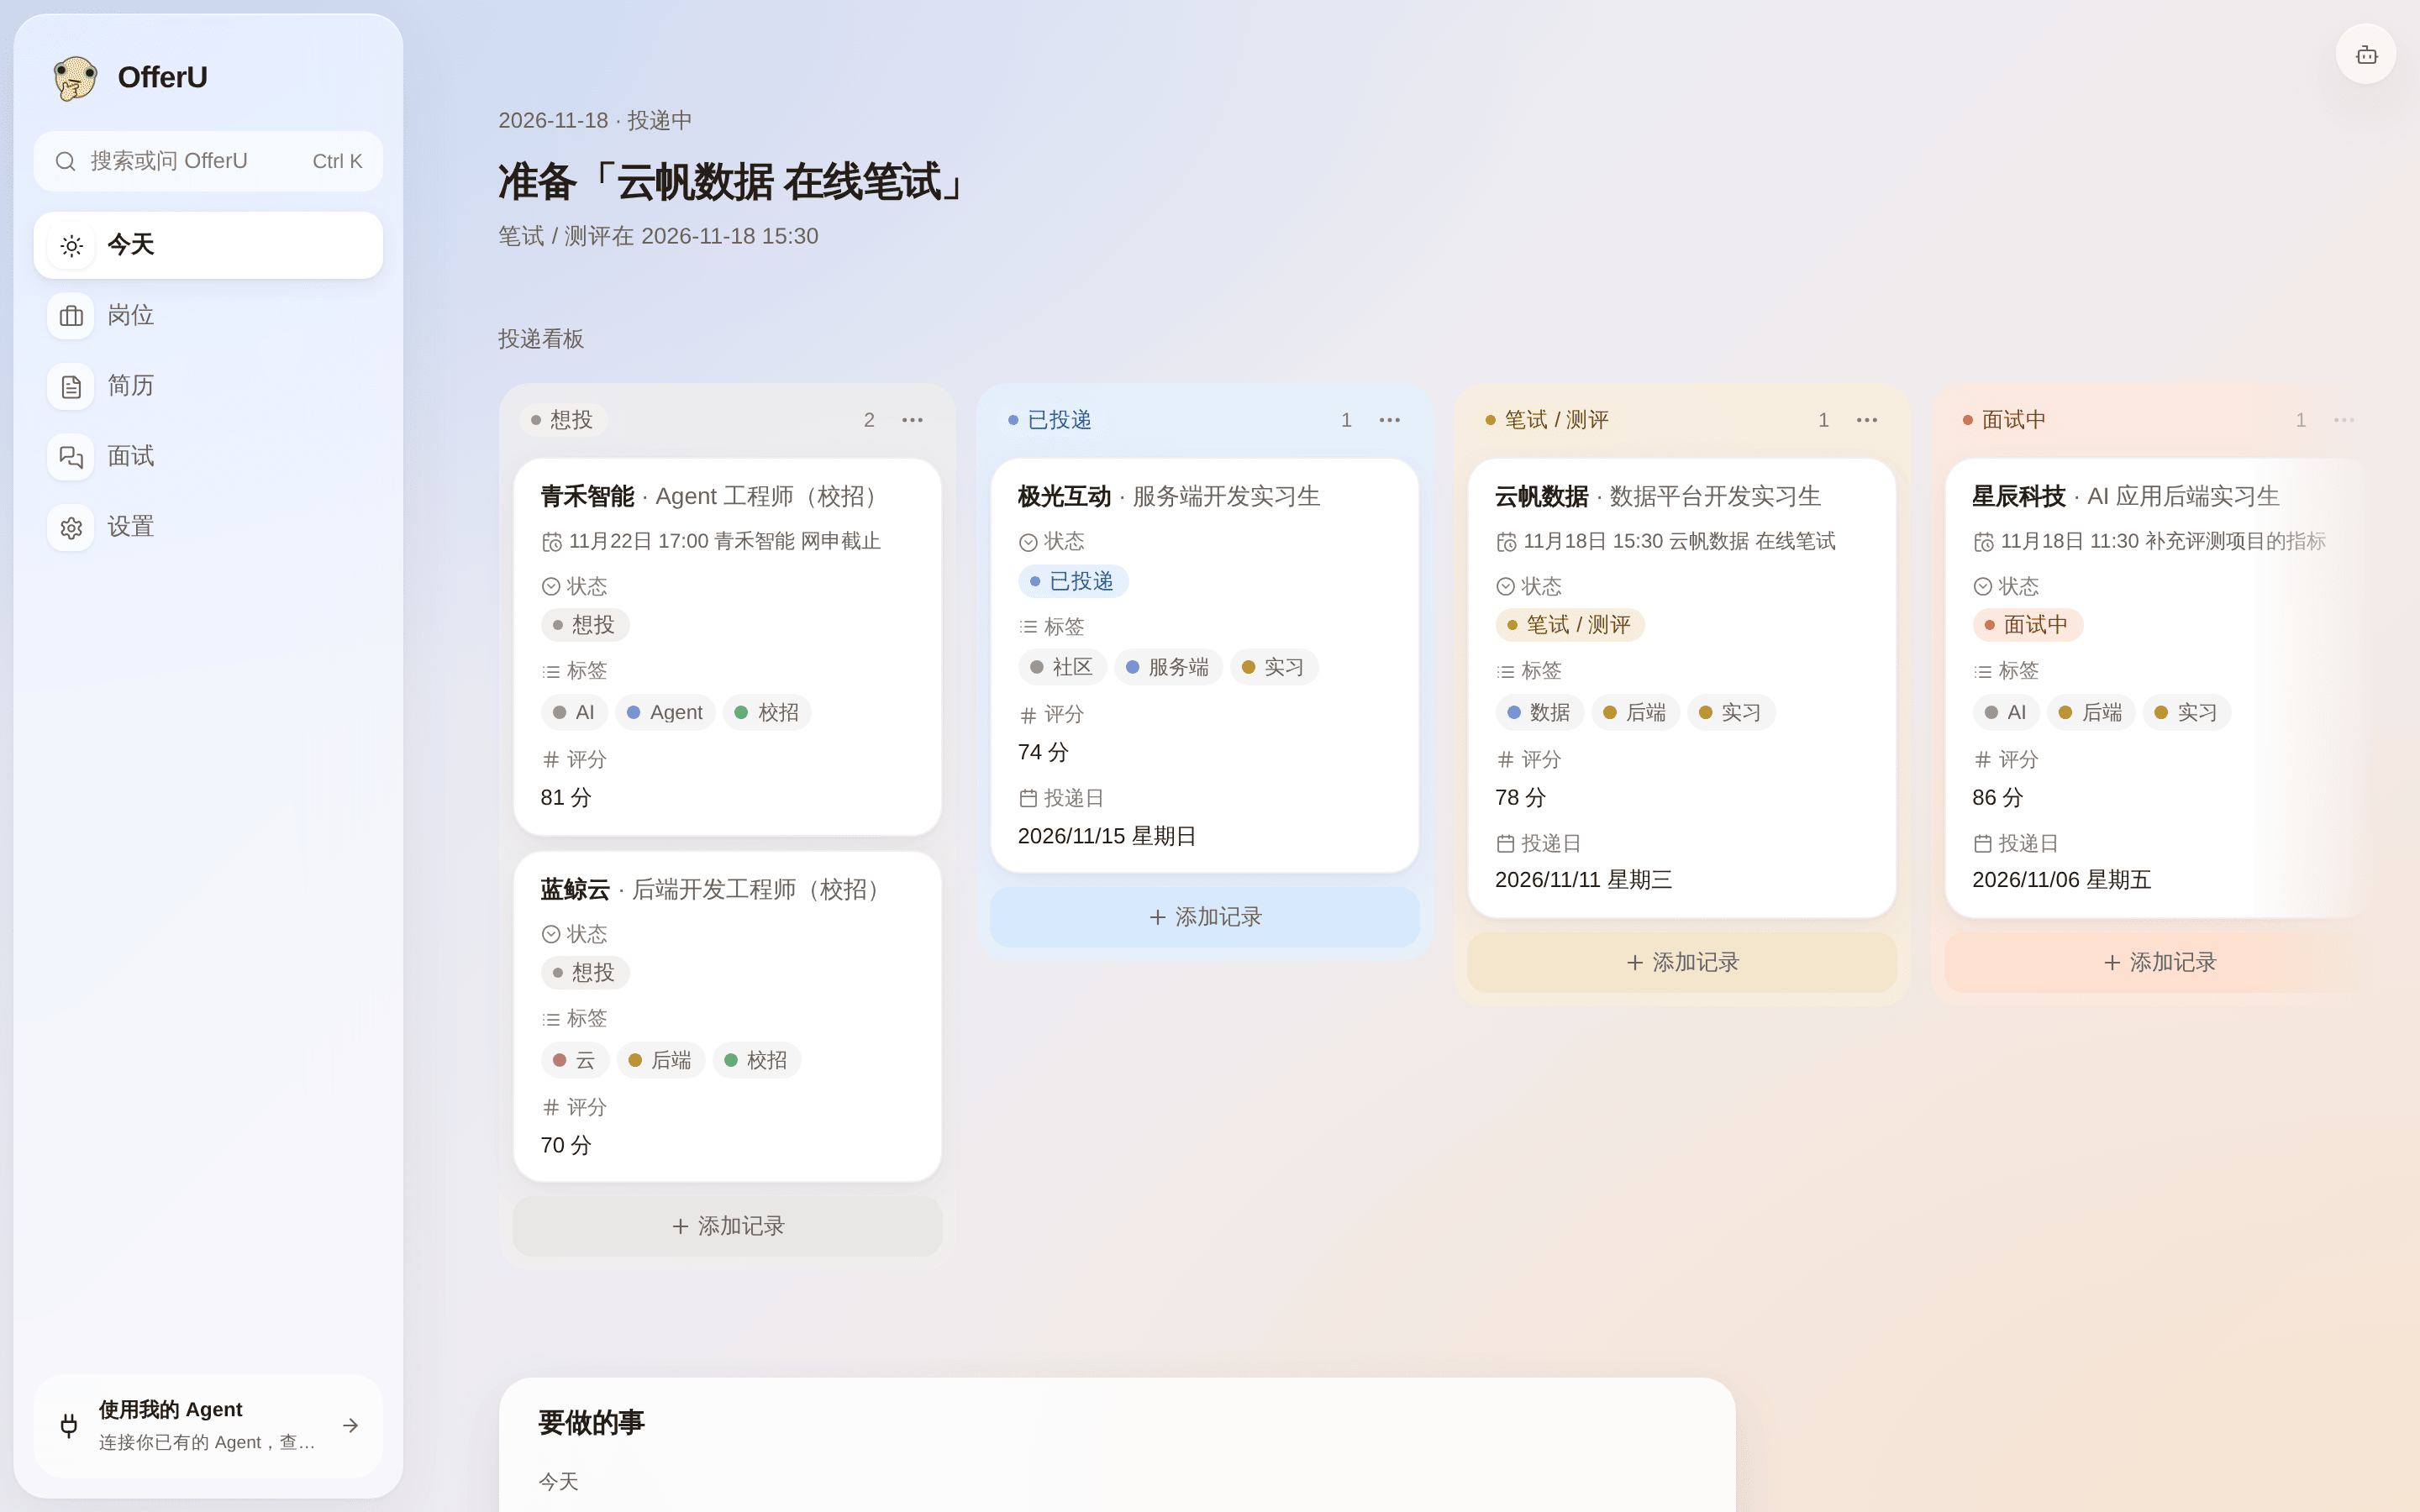 OfferU
搜索或问 OfferU
Ctrl K
今天
岗位
简历
面试
设置
使用我的 Agent
连接你已有的 Agent，查…
2026-11-18 · 投递中
准备「云帆数据 在线笔试」
笔试 / 测评在 2026-11-18 15:30
投递看板
想投
2
青禾智能 · Agent 工程师（校招）
11月22日 17:00 青禾智能 网申截止
状态
想投
标签
AI
Agent
校招
评分
81 分
蓝鲸云 · 后端开发工程师（校招）
状态
想投
标签
云
后端
校招
评分
70 分
添加记录
已投递
1
极光互动 · 服务端开发实习生
状态
已投递
标签
社区
服务端
实习
评分
74 分
投递日
2026/11/15 星期日
添加记录
笔试 / 测评
1
云帆数据 · 数据平台开发实习生
11月18日 15:30 云帆数据 在线笔试
状态
笔试 / 测评
标签
数据
后端
实习
评分
78 分
投递日
2026/11/11 星期三
添加记录
面试中
1
星辰科技 · AI 应用后端实习生
11月18日 11:30 补充评测项目的指标
状态
面试中
标签
AI
后端
实习
评分
86 分
投递日
2026/11/06 星期五
添加记录
要做的事
今天